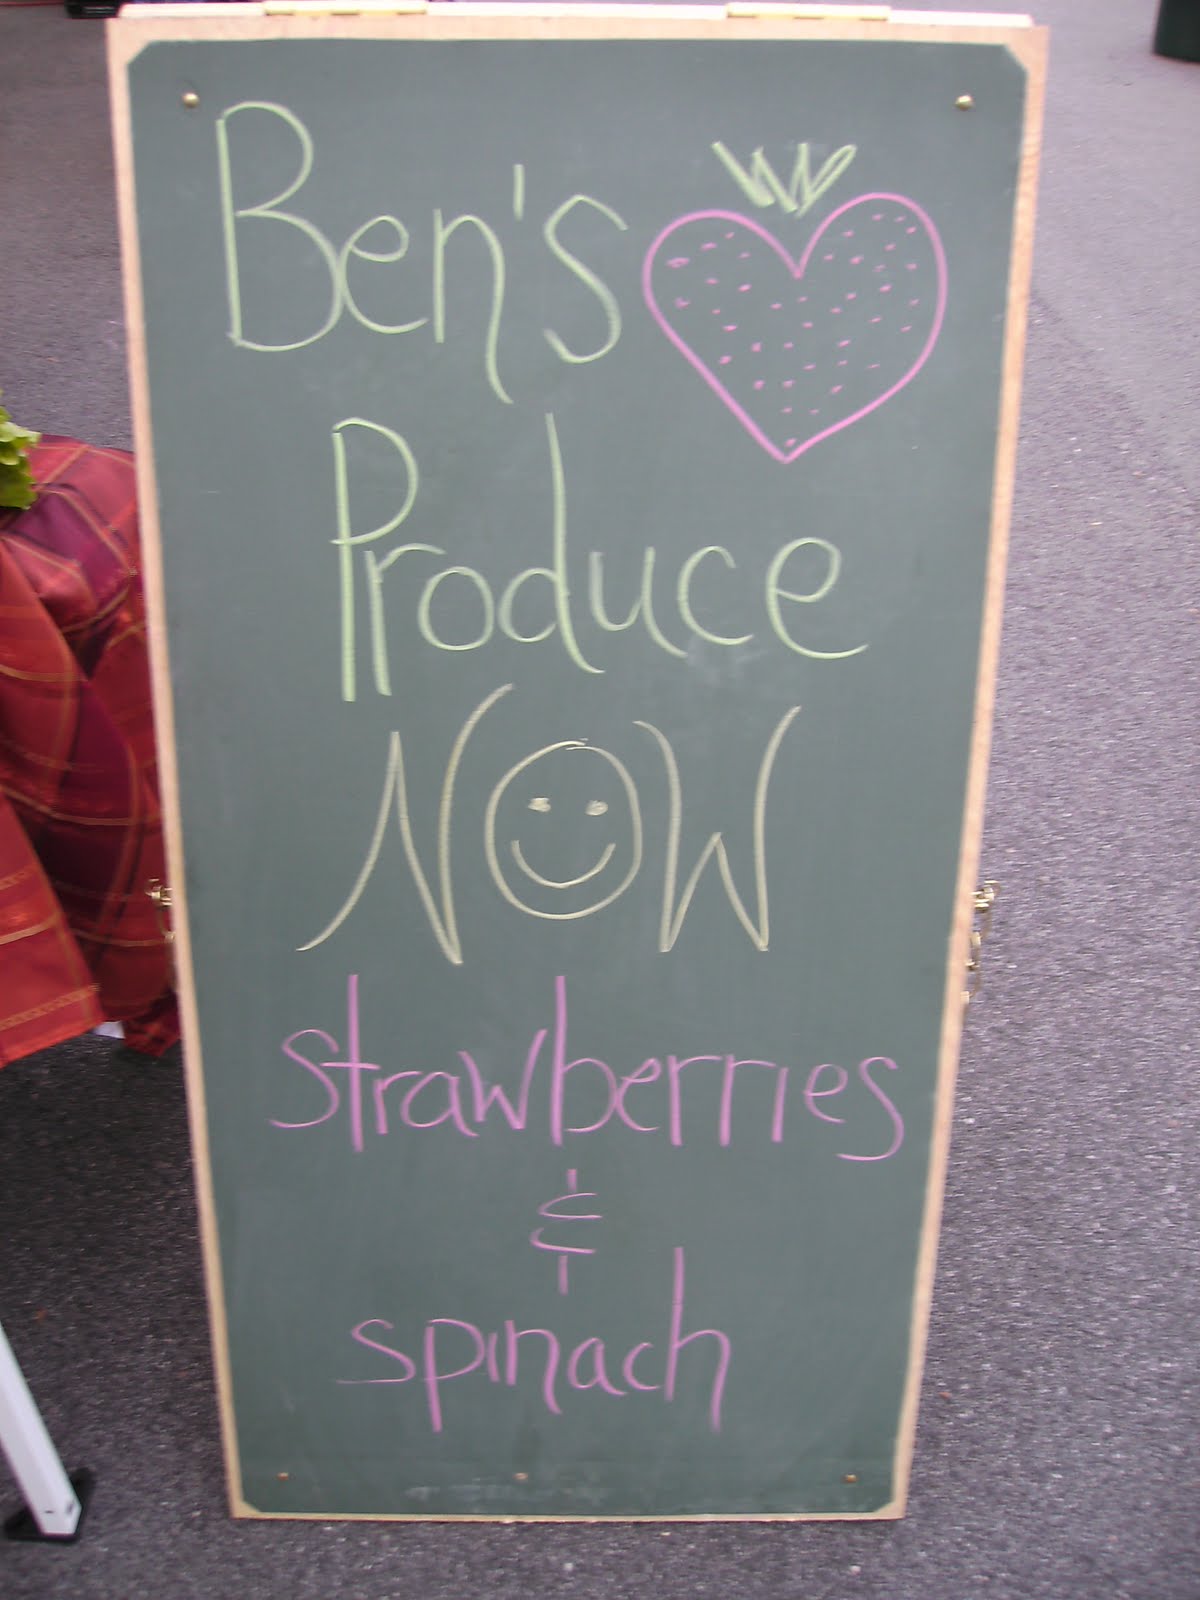 Ben's
Produce
NOW
strawberries
&
spinach